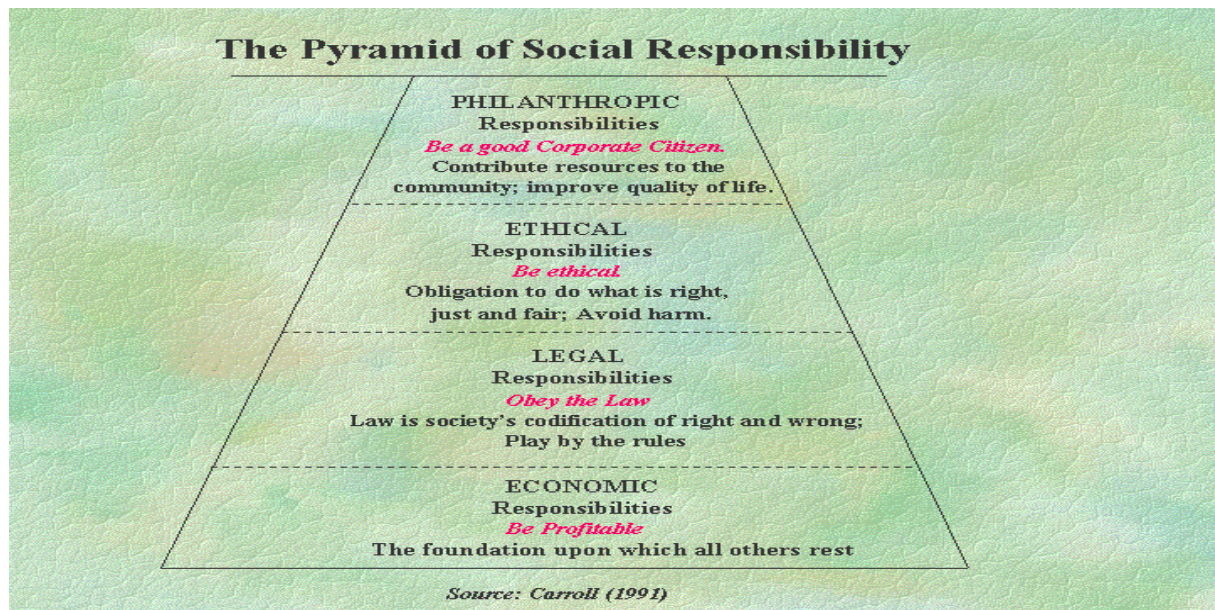 The Pyramid of Social Responsibility
PHILANTHROPIC
Responsibilities
Be a good Corporate Citizen.
Contribute resources to the
community; improve quality of life.
ETHICAL
Responsibilities
Be ethical.
Obligation to do what is right,
just and fair; Avoid harm.
LEGAL
Responsibilities
Obey the Law
Law is society's codification of right and wrong;
Play by the rules
ECONOMIC
Responsibilities
Be Profitable
The foundation upon which all others rest
Source: Carroll (1991)